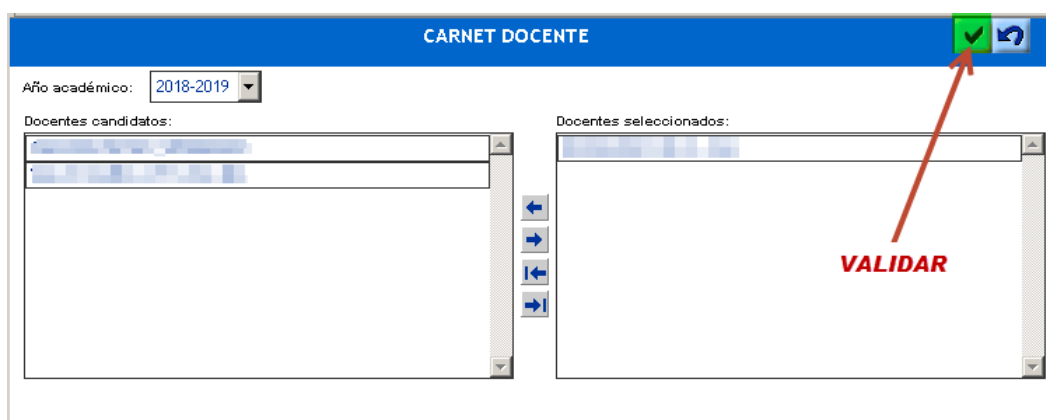 CARNET DOCENTE
Año académico: 2018-2019
Docentes candidatos: Docentes seleccionados:
VALIDAR